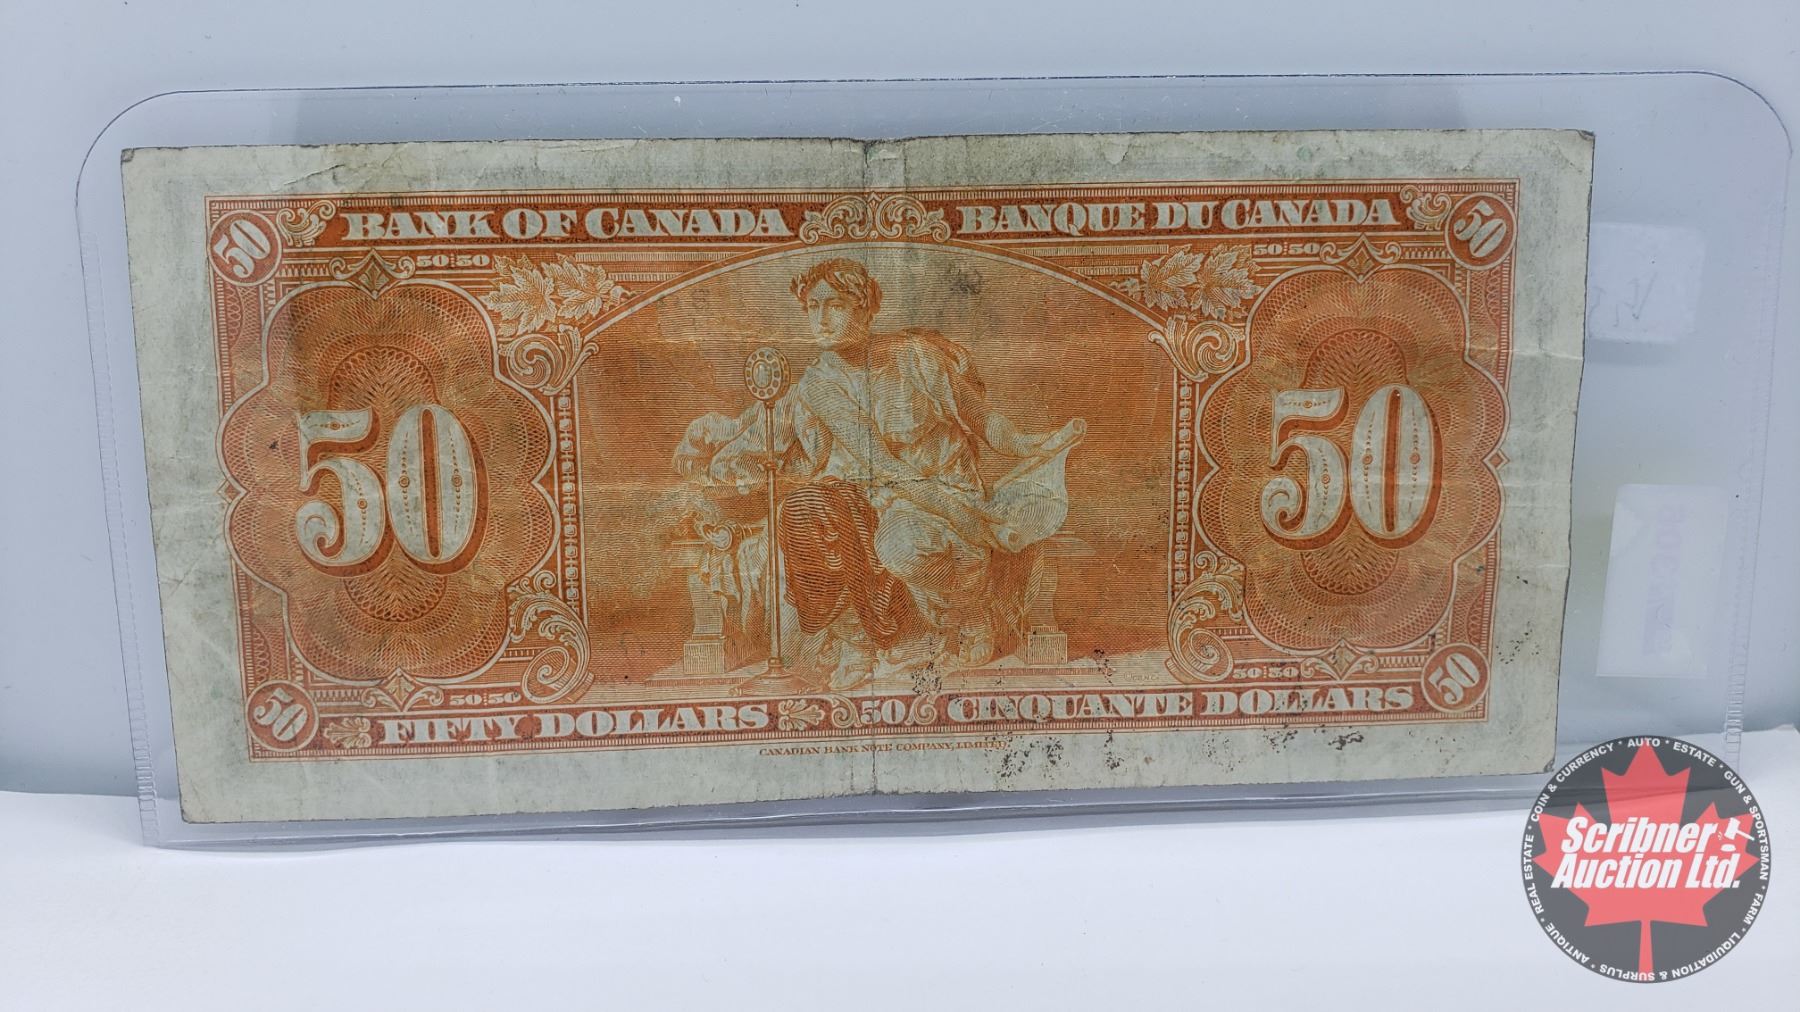 BANK OF CANADA BANQUE DU CANADA
50 50
50:50 50:50
50 50
50:50 50:50
50 50
FIFTY DOLLARS 50 CINQUANTE DOLLARS
CANADIAN BANK NOTE COMPANY, LIMITED
COIN & CURRENCY * AUTO * ESTATE * GUN & SPORTSMAN * FARM * LIQUIDATION & SURPLUS * ANTIQUE * REAL ESTATE *
Scribner
Auction Ltd.